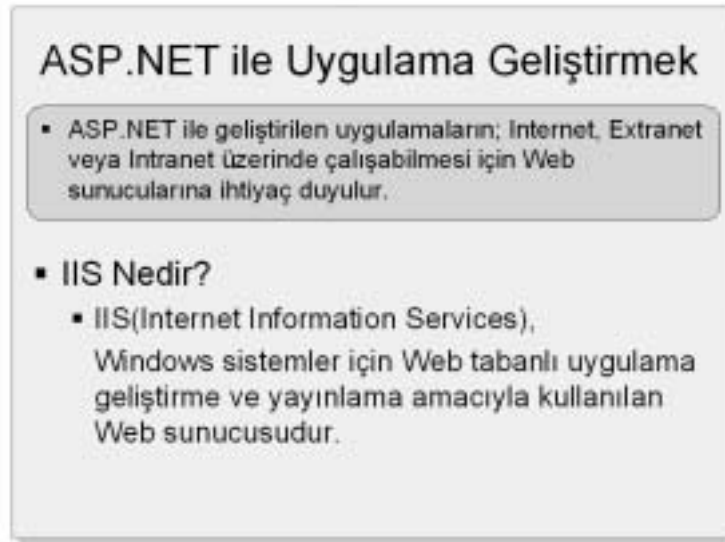 ASP.NET ile Uygulama Geliştirmek
▪ ASP.NET ile geliştirilen uygulamaların; Internet, Extranet
veya Intranet üzerinde çalışabilmesi için Web
sunucularına ihtiyaç duyulur.
▪ IIS Nedir?
▪ IIS(Internet Information Services),
Windows sistemler için Web tabanlı uygulama
geliştirme ve yayınlama amacıyla kullanılan
Web sunucusudur.